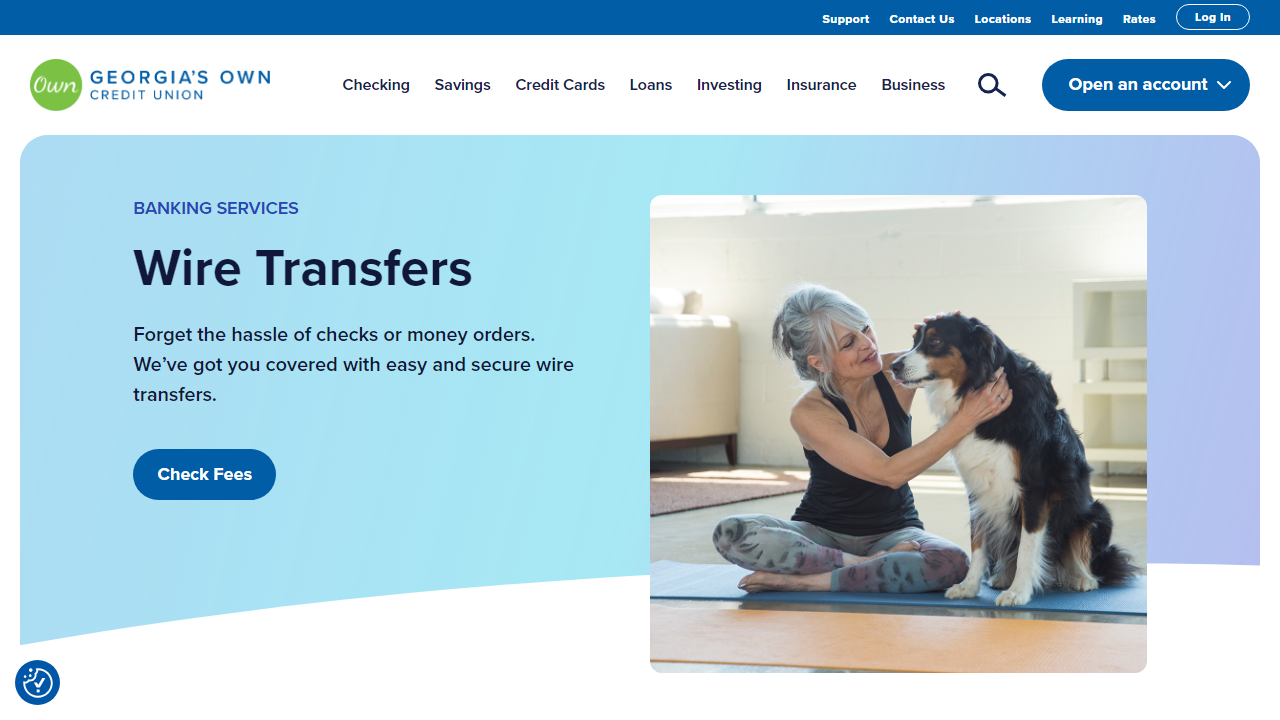 Support Contact Us Locations Learning Rates Log In
Own GEORGIA'S OWN
CREDIT UNION
Checking Savings Credit Cards Loans Investing Insurance Business Open an account
BANKING SERVICES
Wire Transfers
Forget the hassle of checks or money orders.
We've got you covered with easy and secure wire
transfers.
Check Fees